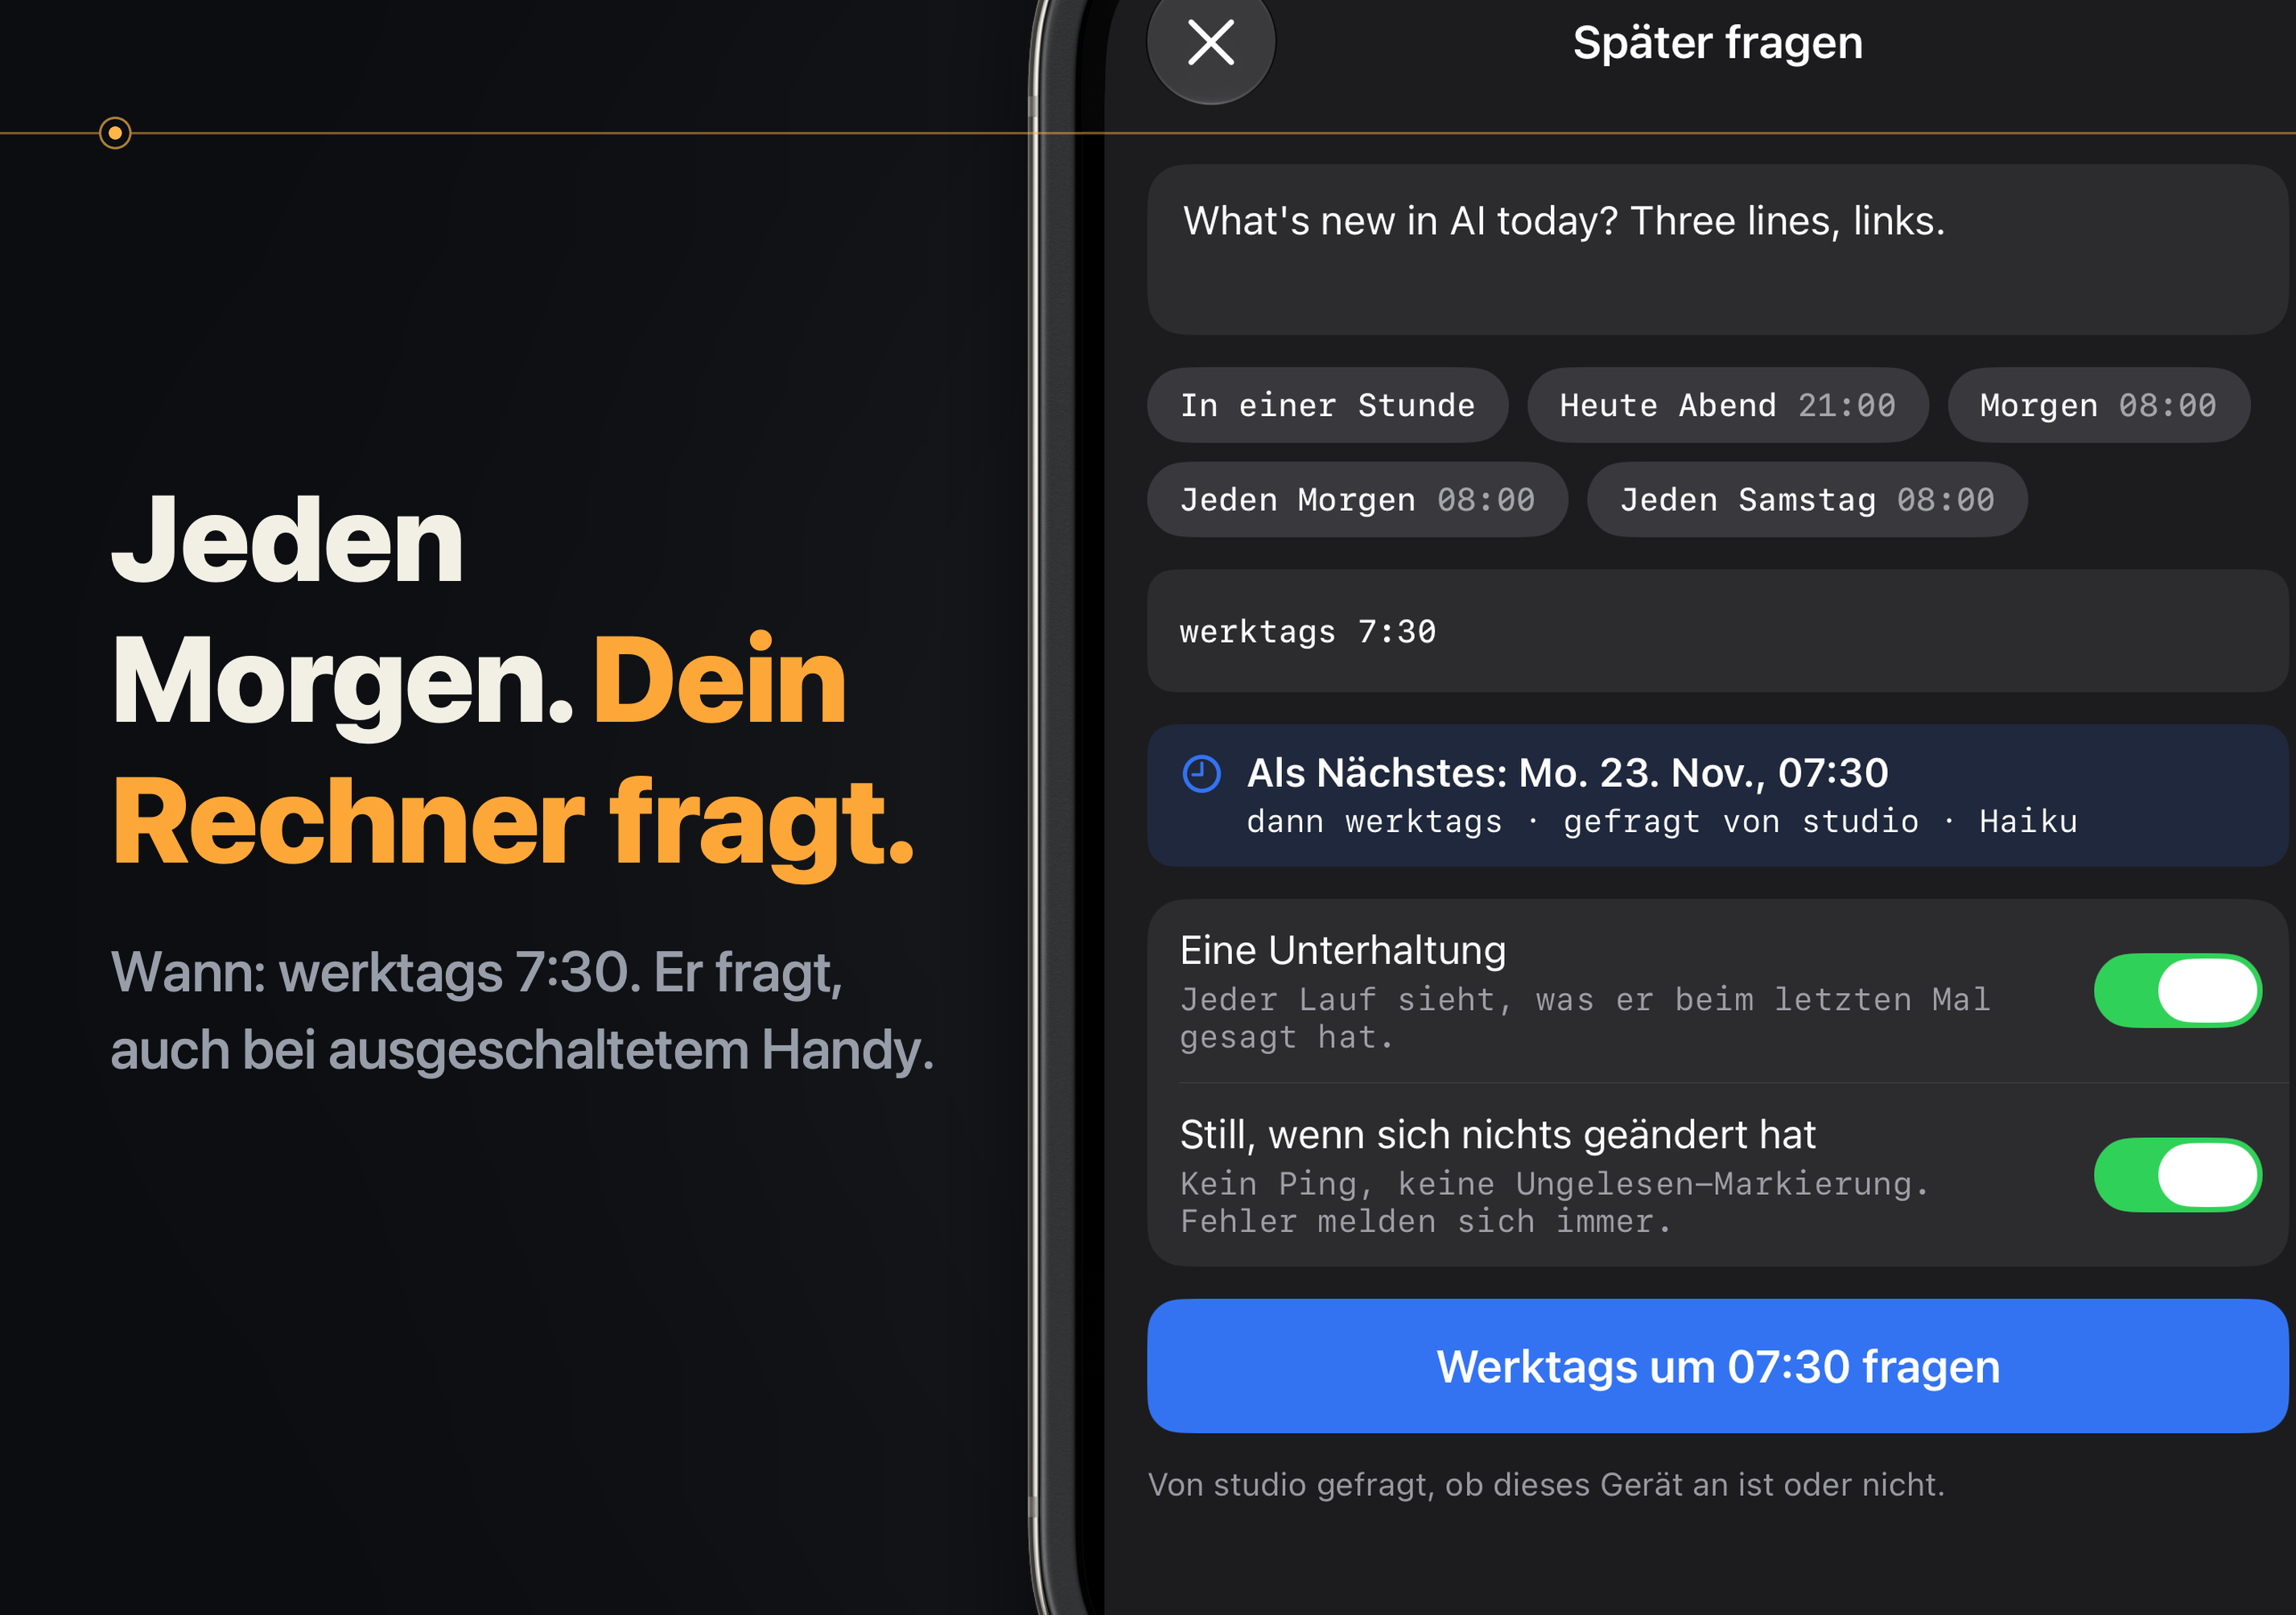 Jeden
Morgen. Dein
Rechner fragt.
Wann: werktags 7:30. Er fragt,
auch bei ausgeschaltetem Handy.
Später fragen
What's new in AI today? Three lines, links.
In einer Stunde
Heute Abend 21:00
Morgen 08:00
Jeden Morgen 08:00
Jeden Samstag 08:00
werktags 7:30
Als Nächstes: Mo. 23. Nov., 07:30
dann werktags · gefragt von studio · Haiku
Eine Unterhaltung
Jeder Lauf sieht, was er beim letzten Mal
gesagt hat.
Still, wenn sich nichts geändert hat
Kein Ping, keine Ungelesen-Markierung.
Fehler melden sich immer.
Werktags um 07:30 fragen
Von studio gefragt, ob dieses Gerät an ist oder nicht.